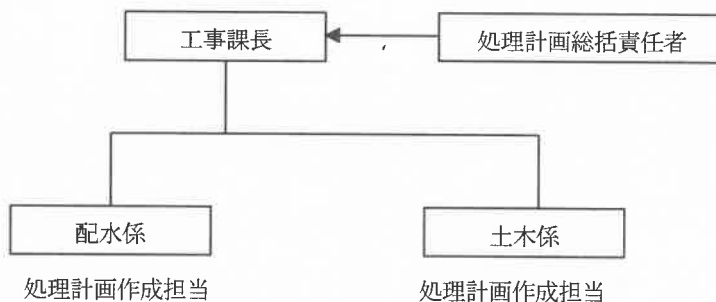 工事課長
処理計画総括責任者
配水係
土木係
処理計画作成担当
処理計画作成担当